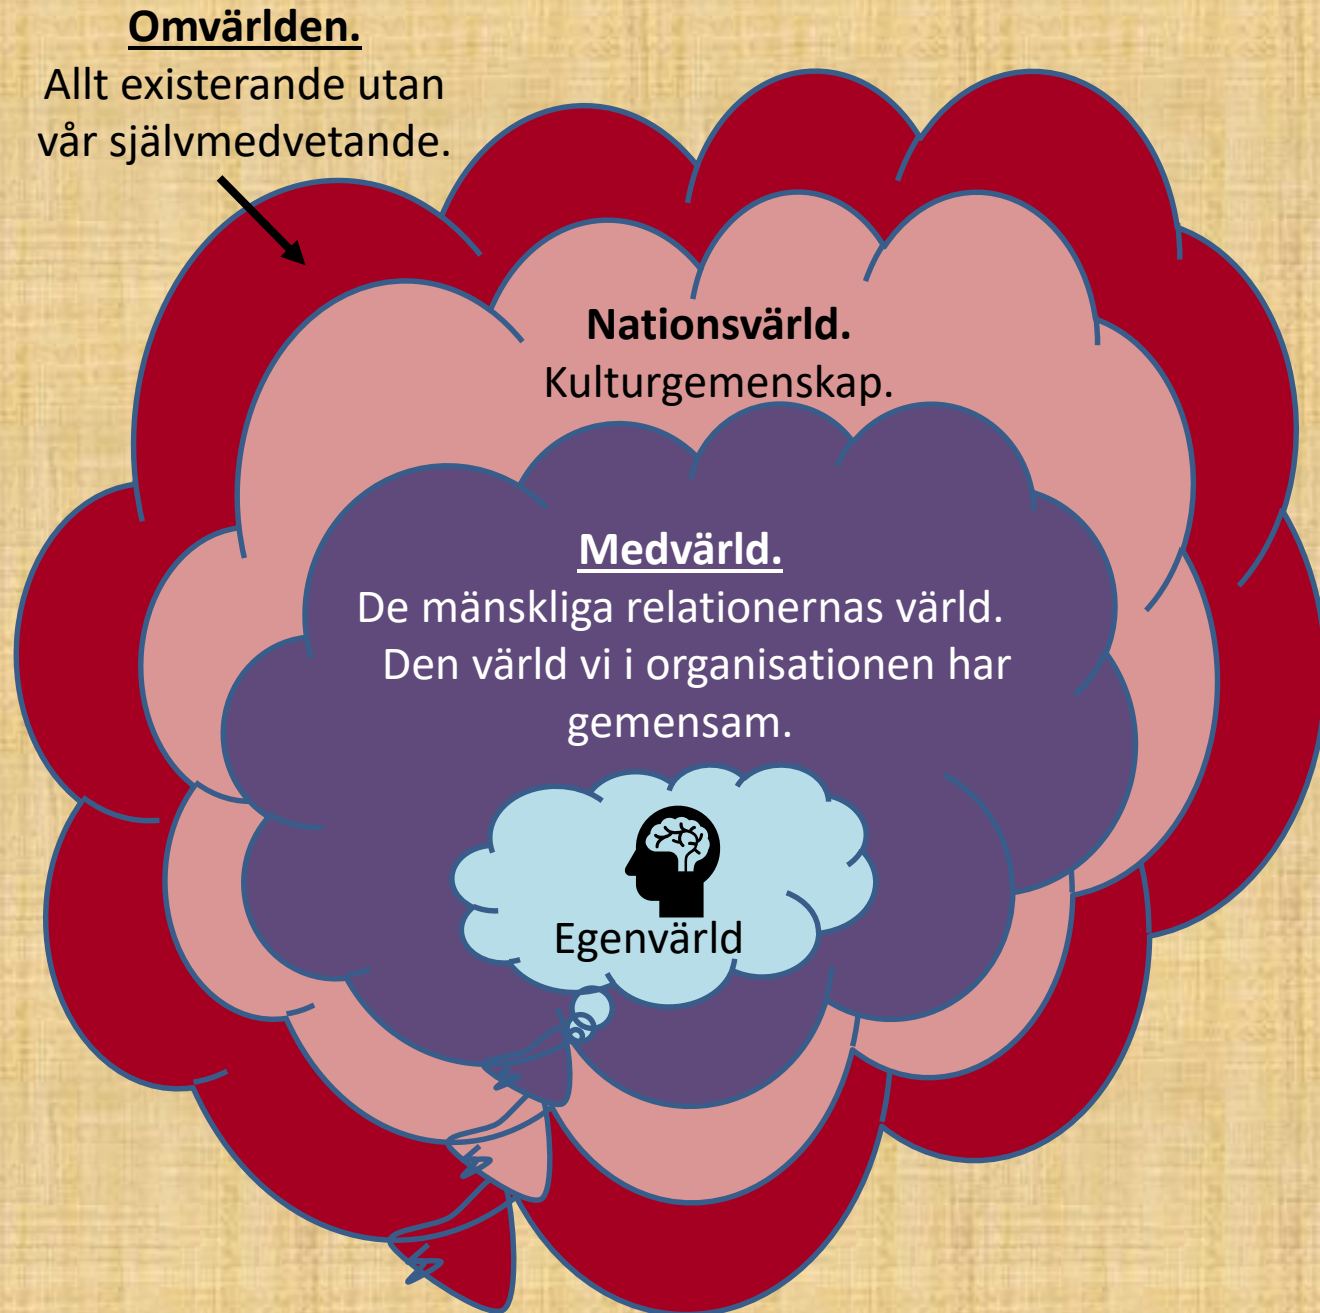 Omvärlden.
Allt existerande utan
vår självmedvetande.
Nationsvärld.
Kulturgemenskap.
Medvärld.
De mänskliga relationernas värld.
Den värld vi i organisationen har
gemensam.
Egenvärld